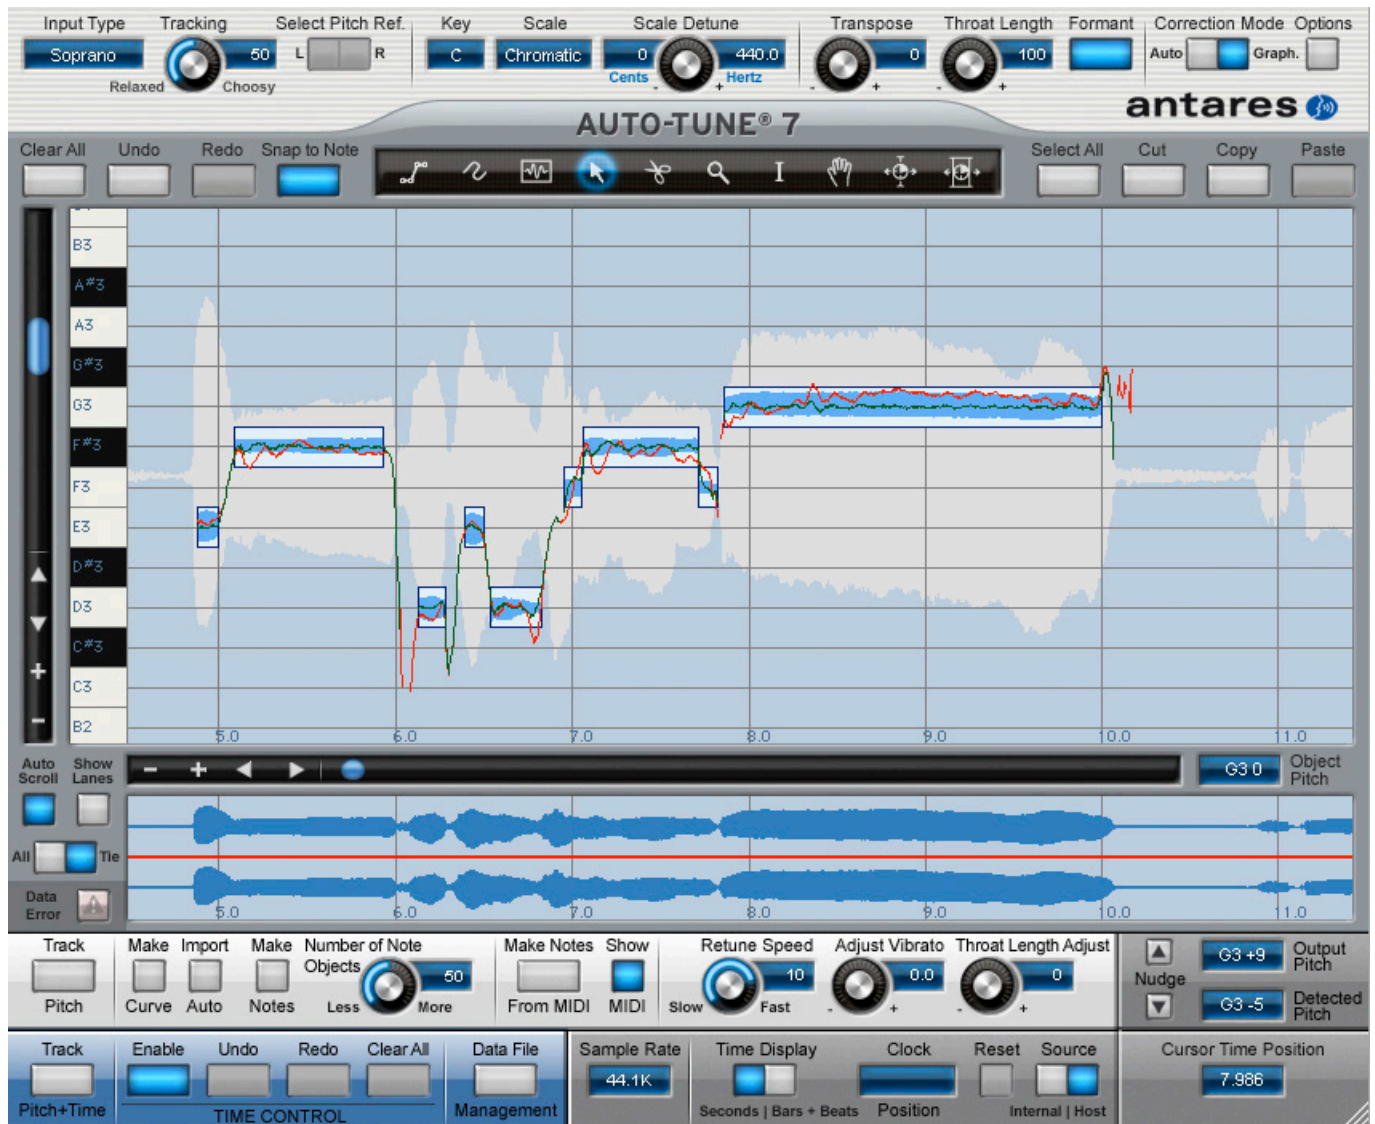 Input Type Tracking Select Pitch Ref. Key Scale Scale Detune Transpose Throat Length Formant Correction Mode Options
Soprano 50 L R C Chromatic 0 440.0 0 100 Auto Graph.
Relaxed Choosy Cents - + Hertz - + - +
antares
AUTO-TUNE® 7
Clear All Undo Redo Snap to Note Select All Cut Copy Paste
B3
A#3
A3
G#3
G3
F#3
F3
E3
D#3
D3
C#3
C3
B2
5.0 6.0 7.0 8.0 9.0 10.0 11.0
Auto Scroll Show Lanes - + G3 0 Object Pitch
All Tie
Data Error
5.0 6.0 7.0 8.0 9.0 10.0 11.0
Track Make Import Make Number of Note Objects Make Notes Show Retune Speed Adjust Vibrato Throat Length Adjust
50 10 0.0 0
Pitch Curve Auto Notes Less More From MIDI MIDI Slow Fast - + - +
Nudge G3 +9 Output Pitch
G3 -5 Detected Pitch
Track Enable Undo Redo Clear All Data File Sample Rate Time Display Clock Reset Source Cursor Time Position
44.1K 7.986
Pitch+Time TIME CONTROL Management Seconds | Bars + Beats Position Internal | Host